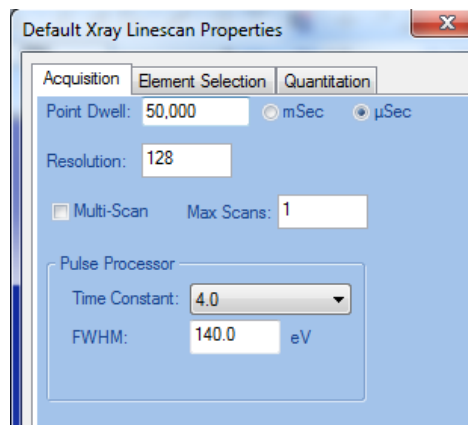 Default Xray Linescan Properties
Acquisition Element Selection Quantitation
Point Dwell: 50,000 mSec µSec
Resolution: 128
Multi-Scan Max Scans: 1
Pulse Processor
Time Constant: 4.0
FWHM: 140.0 eV